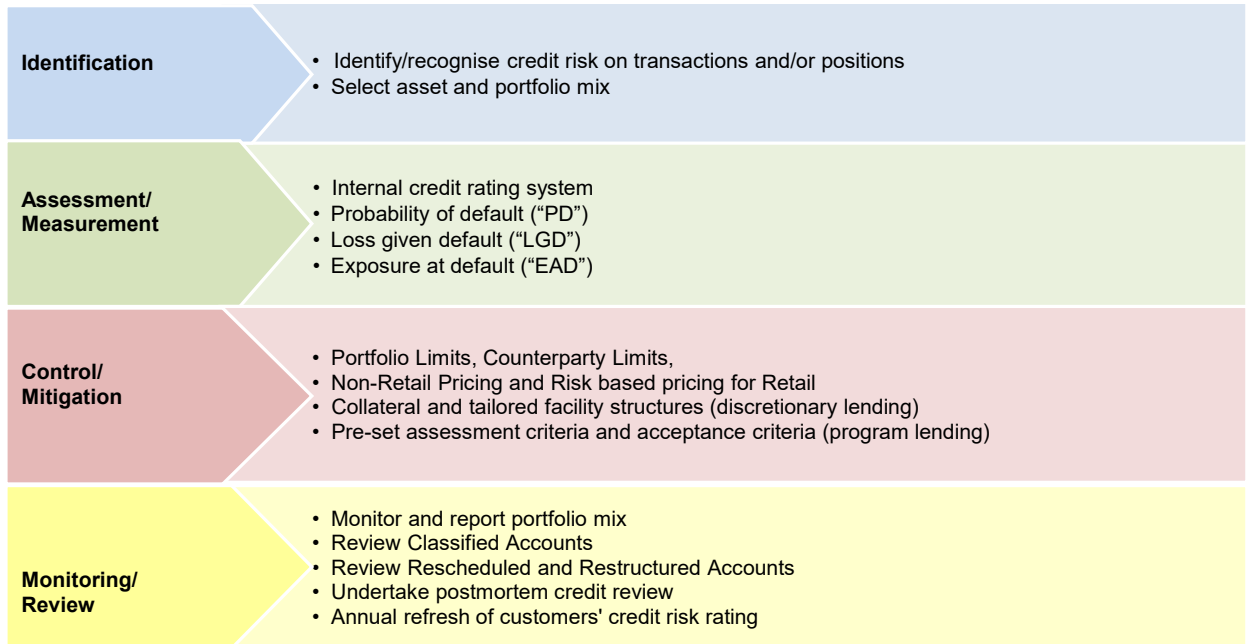 Identification
• Identify/recognise credit risk on transactions and/or positions
• Select asset and portfolio mix
Assessment/
Measurement
• Internal credit rating system
• Probability of default (“PD”)
• Loss given default (“LGD”)
• Exposure at default (“EAD”)
Control/
Mitigation
• Portfolio Limits, Counterparty Limits,
• Non-Retail Pricing and Risk based pricing for Retail
• Collateral and tailored facility structures (discretionary lending)
• Pre-set assessment criteria and acceptance criteria (program lending)
Monitoring/
Review
• Monitor and report portfolio mix
• Review Classified Accounts
• Review Rescheduled and Restructured Accounts
• Undertake postmortem credit review
• Annual refresh of customers' credit risk rating